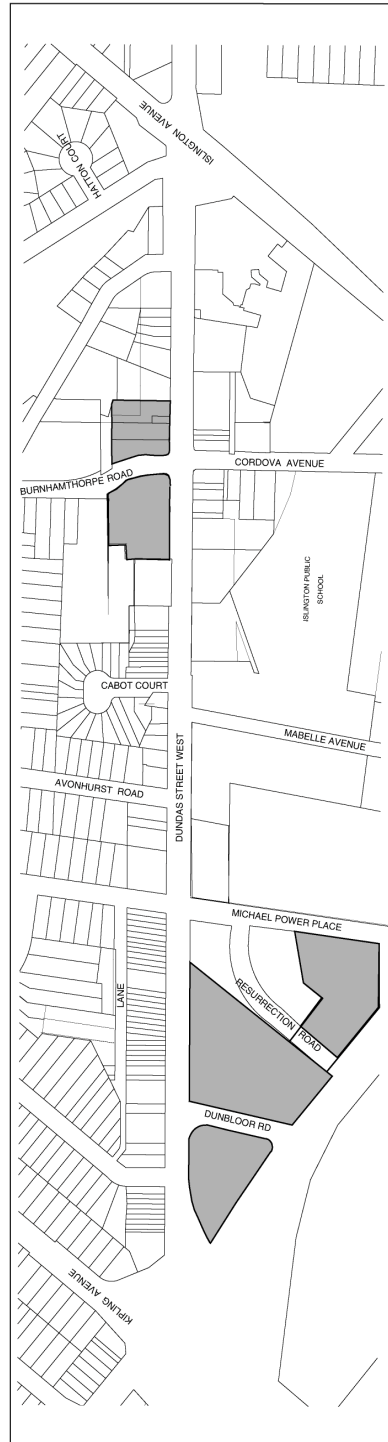 ISLINGTON AVENUE
HATTON COURT
CORDOVA AVENUE
BURNHAMTHORPE ROAD
ISLINGTON PUBLIC
SCHOOL
CABOT COURT
MABELLE AVENUE
DUNDAS STREET WEST
AVONHURST ROAD
MICHAEL POWER PLACE
LANE
RESURRECTION ROAD
DUNBLOOR RD
KIPLING AVENUE